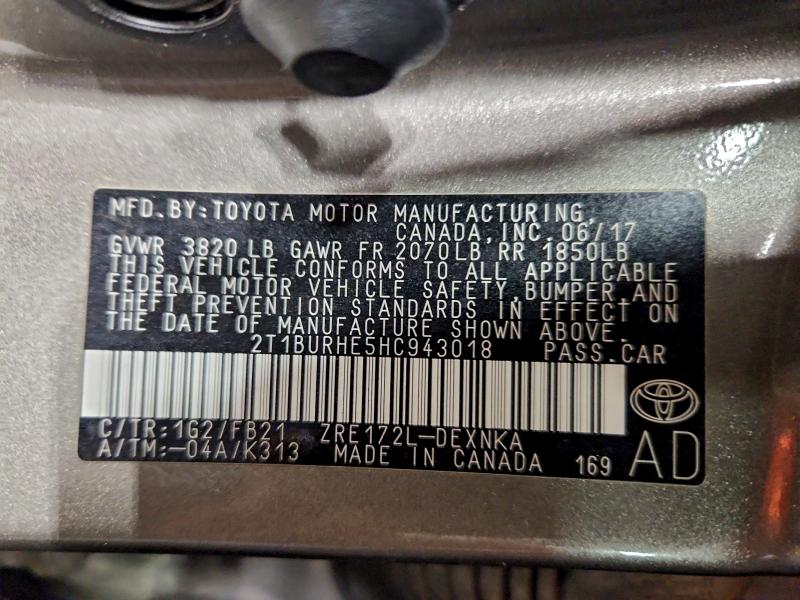 MFD.BY:TOYOTA MOTOR MANUFACTURING,
CANADA, INC. 06/17
GVWR 3820 LB GAWR FR 2070LB RR 1850LB
THIS VEHICLE CONFORMS TO ALL APPLICABLE
FEDERAL MOTOR VEHICLE SAFETY, BUMPER, AND
THEFT PREVENTION STANDARDS IN EFFECT ON
THE DATE OF MANUFACTURE SHOWN ABOVE.
2T1BURHE5HC943018 PASS.CAR
C/TR:1G2/FB21 ZRE172L-DEXNKA
A/TM:-04A/K313 MADE IN CANADA 169 AD